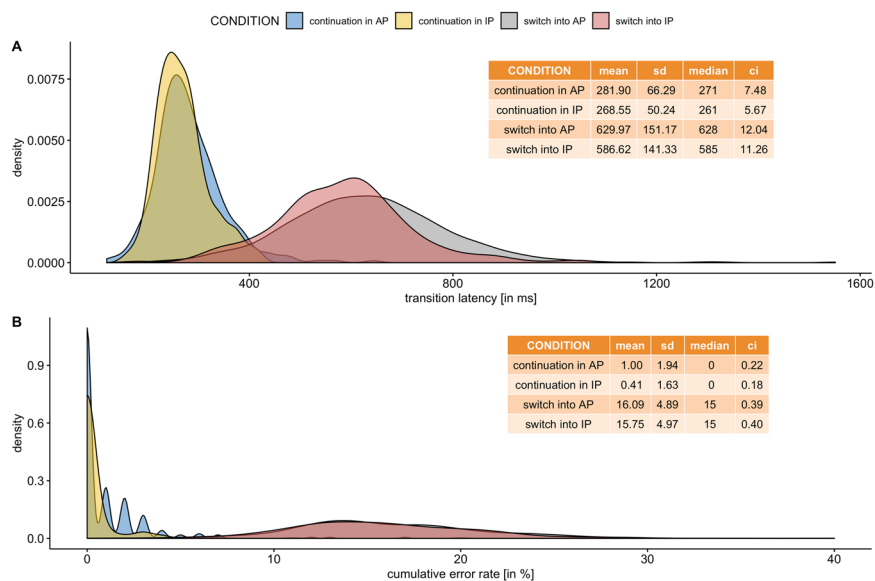 CONDITION continuation in AP continuation in IP switch into AP switch into IP
A
CONDITION mean sd median ci
continuation in AP 281.90 66.29 271 7.48
continuation in IP 268.55 50.24 261 5.67
switch into AP 629.97 151.17 628 12.04
switch into IP 586.62 141.33 585 11.26
density
0.0075
0.0050
0.0025
0.0000
400 800 1200 1600
transition latency [in ms]
B
CONDITION mean sd median ci
continuation in AP 1.00 1.94 0 0.22
continuation in IP 0.41 1.63 0 0.18
switch into AP 16.09 4.89 15 0.39
switch into IP 15.75 4.97 15 0.40
density
0.9
0.6
0.3
0.0
0 10 20 30 40
cumulative error rate [in %]